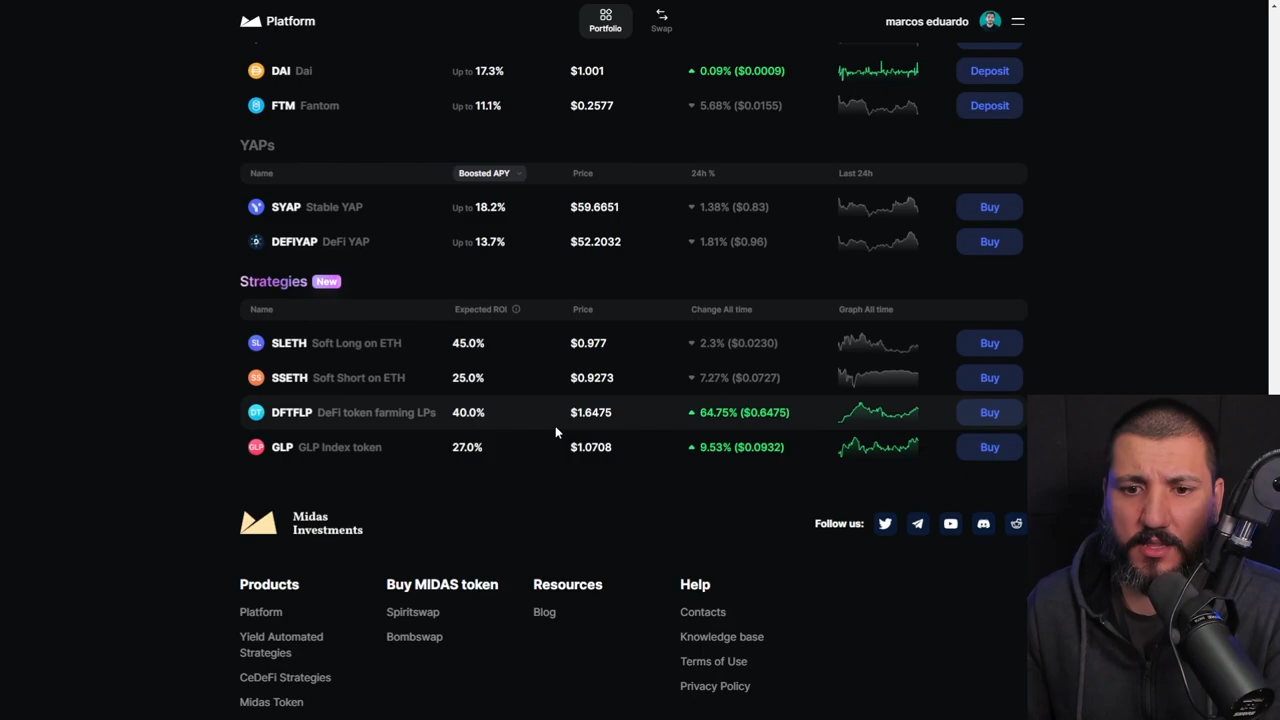 Platform
Portfolio
Swap
marcos eduardo
DAI Dai Up to 17.3% $1.001 0.09% ($0.0009) Deposit
FTM Fantom Up to 11.1% $0.2577 5.68% ($0.0155) Deposit
YAPs
Name Boosted APY Price 24h % Last 24h
SYAP Stable YAP Up to 18.2% $59.6651 1.38% ($0.83) Buy
DEFIYAP DeFi YAP Up to 13.7% $52.2032 1.81% ($0.96) Buy
Strategies New
Name Expected ROI Price Change All time Graph All time
SL SLETH Soft Long on ETH 45.0% $0.977 2.3% ($0.0230) Buy
SS SSETH Soft Short on ETH 25.0% $0.9273 7.27% ($0.0727) Buy
DT DFTFLP DeFi token farming LPs 40.0% $1.6475 64.75% ($0.6475) Buy
GLP GLP GLP Index token 27.0% $1.0708 9.53% ($0.0932) Buy
Midas
Investments
Follow us:
Products Buy MIDAS token Resources Help
Platform Spiritswap Blog Contacts
Yield Automated Bombswap Knowledge base
Strategies
Terms of Use
CeDeFi Strategies Privacy Policy
Midas Token